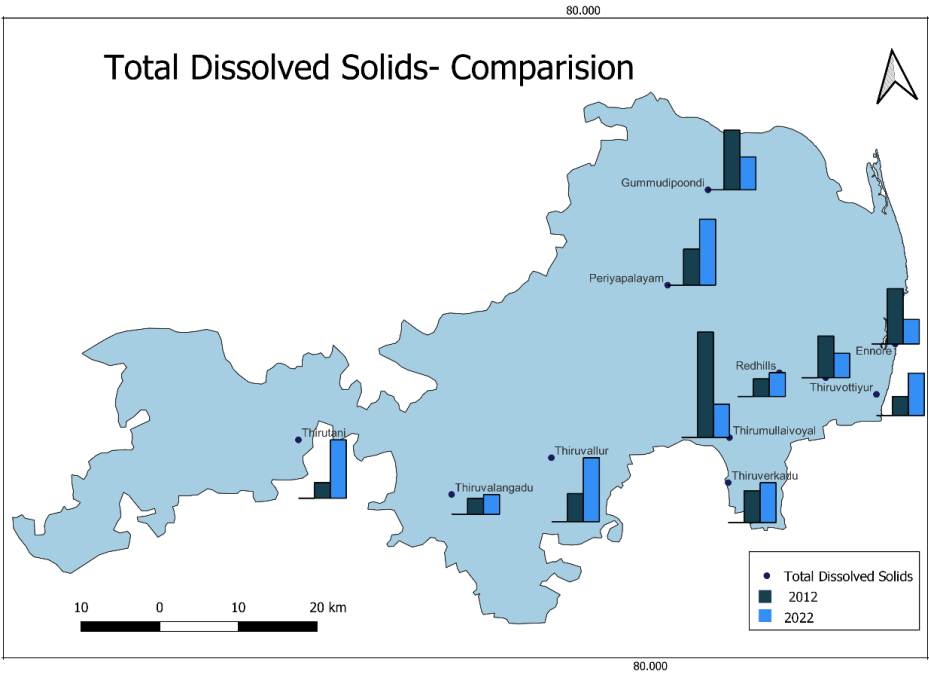 80.000
Total Dissolved Solids- Comparision
Gummudipoondi
Periyapalayam
Ennore
Redhills
Thiruvottiyur
Thirumullaivoyal
Thirutani
Thiruvallur
Thiruvalangadu
Thiruverkadu
Total Dissolved Solids
2012
2022
10 0 10 20 km
80.000